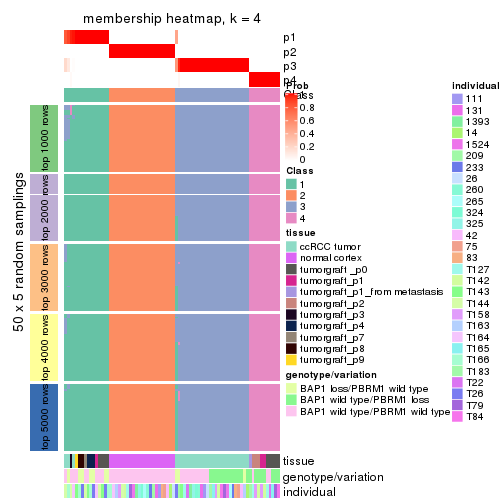 membership heatmap, k = 4
p1
p2
p3
p4
Class
50 x 5 random samplings
top 1000 rows
top 2000 rows
top 3000 rows
top 4000 rows
top 5000 rows
tissue
genotype/variation
individual
Prob
1
0.8
0.6
0.4
0.2
0
Class
1
2
3
4
tissue
ccRCC tumor
normal cortex
tumorgraft _p0
tumorgraft_p1
tumorgraft_p1_from metastasis
tumorgraft_p2
tumorgraft_p3
tumorgraft_p4
tumorgraft_p7
tumorgraft_p8
tumorgraft_p9
genotype/variation
BAP1 loss/PBRM1 wild type
BAP1 wild type/PBRM1 loss
BAP1 wild type/PBRM1 wild type
individual
111
131
1393
14
1524
209
233
26
260
265
324
325
42
75
83
T127
T142
T143
T144
T158
T163
T164
T165
T166
T183
T22
T26
T79
T84